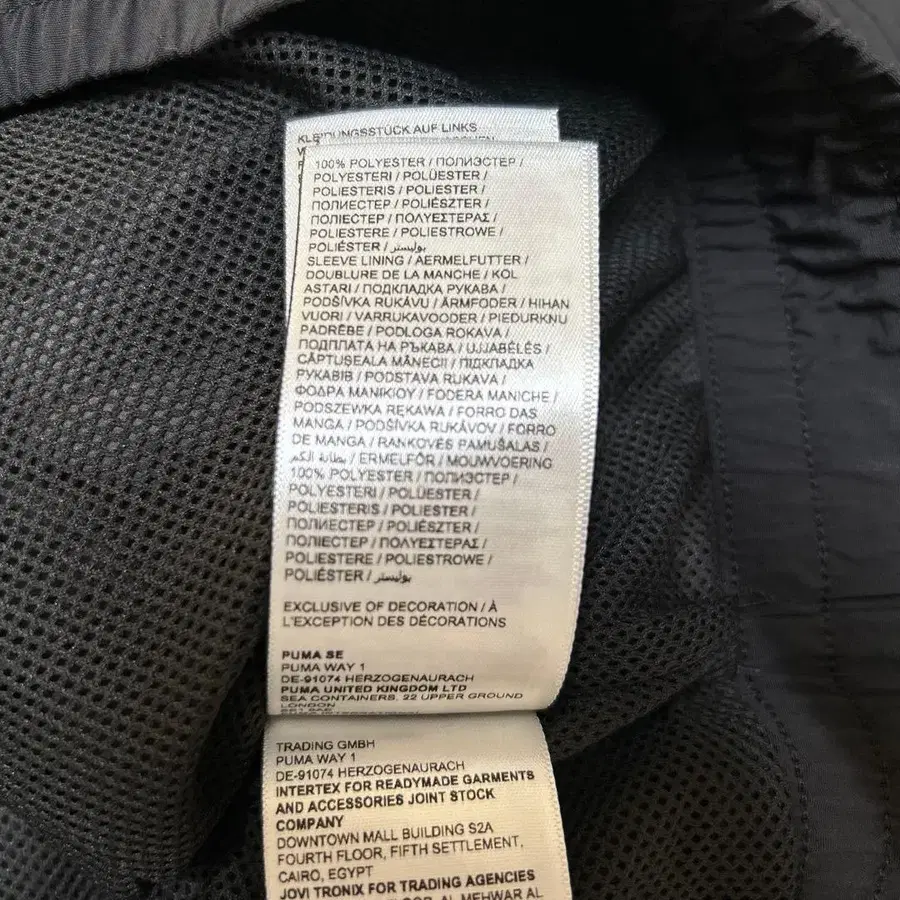 KLEIDUNGSSTÜCK AUF LINKS
100% POLYESTER / ПОЛИЭСТЕР /
POLYESTERI / POLÜESTER /
POLIESTERIS / POLIESTER /
ПОЛИЕСТЕР / POLIÉSZTER /
ПОЛІЕСТЕР / ΠΟΛΥΕΣΤΕΡΑΣ /
POLIESTERE / POLIESTROWE /
POLIÉSTER / بوليستر
SLEEVE LINING / AERMELFUTTER /
DOUBLURE DE LA MANCHE / KOL
ASTARI / ПОДКЛАДКА РУКАВА /
PODŠÍVKA RUKÁVU / ÄRMFODER / HIHAN
VUORI / VARRUKAVOODER / PIEDURKNU
PADRĒBE / PODLOGA ROKAVA /
ПОДПЛАТА НА РЪКАВА / UJJABÉLÉS /
CĂPTUSEALA MÂNECII / ПІДКЛАДКА
РУКАВІВ / PODSTAVA RUKAVA /
ΦΟΔΡΑ ΜΑΝΙΚΙΟΥ / FODERA MANICHE /
PODSZEWKA RĘKAWA / FORRO DAS
MANGA / PODŠÍVKA RUKÁVOV / FORRO
DE MANGA / RANKOVĖS PAMUŠALAS /
بطانة الكم / ERMELFÔR / MOUWVOERING
100% POLYESTER / ПОЛИЭСТЕР /
POLYESTERI / POLÜESTER /
POLIESTERIS / POLIESTER /
ПОЛИЕСТЕР / POLIÉSZTER /
ПОЛІЕСТЕР / ΠΟΛΥΕΣΤΕΡΑΣ /
POLIESTERE / POLIESTROWE /
POLIÉSTER / بوليستر
EXCLUSIVE OF DECORATION / À
L'EXCEPTION DES DÉCORATIONS
PUMA SE
PUMA WAY 1
DE-91074 HERZOGENAURACH
PUMA UNITED KINGDOM LTD
SEA CONTAINERS, 22 UPPER GROUND
LONDON
TRADING GMBH
PUMA WAY 1
DE-91074 HERZOGENAURACH
INTERTEX FOR READYMADE GARMENTS
AND ACCESSORIES JOINT STOCK
COMPANY
DOWNTOWN MALL BUILDING S2A
FOURTH FLOOR, FIFTH SETTLEMENT,
CAIRO, EGYPT
JOVI TRONIX FOR TRADING AGENCIES
AL MEHWAR AL